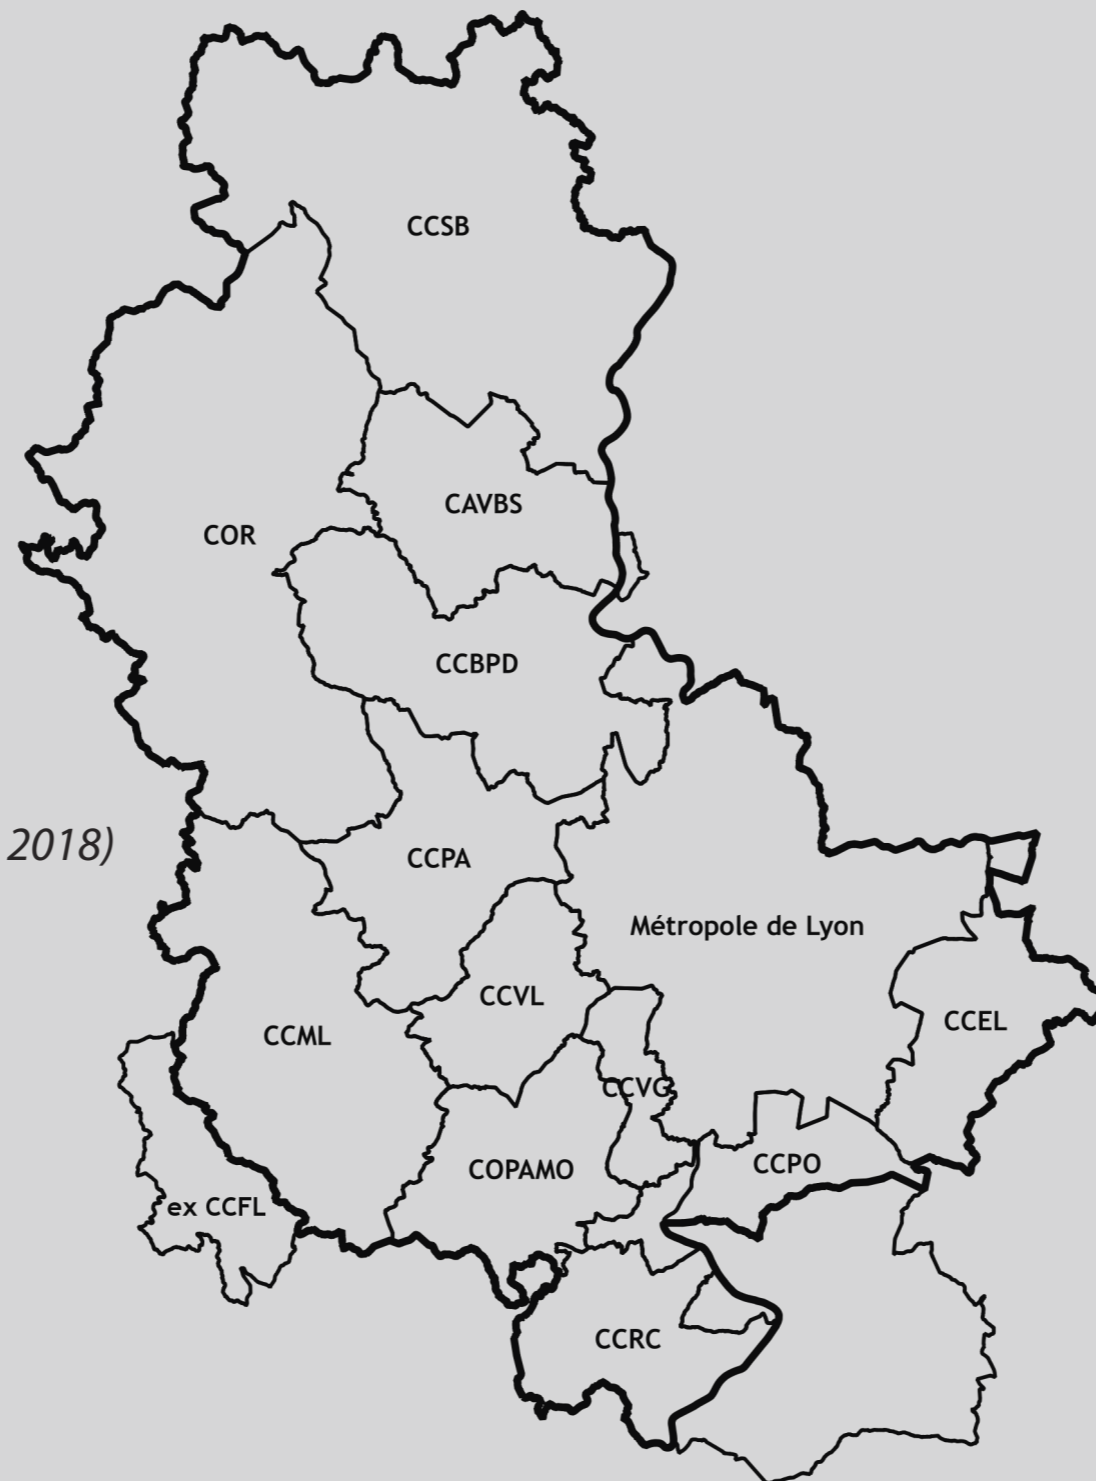 CCSB
CAVBS
COR
CCBPD
2018)
CCPA
Métropole de Lyon
CCVL
CCEL
CCML
CCVG
CCPO
COPAMO
ex CCFL
CCRC